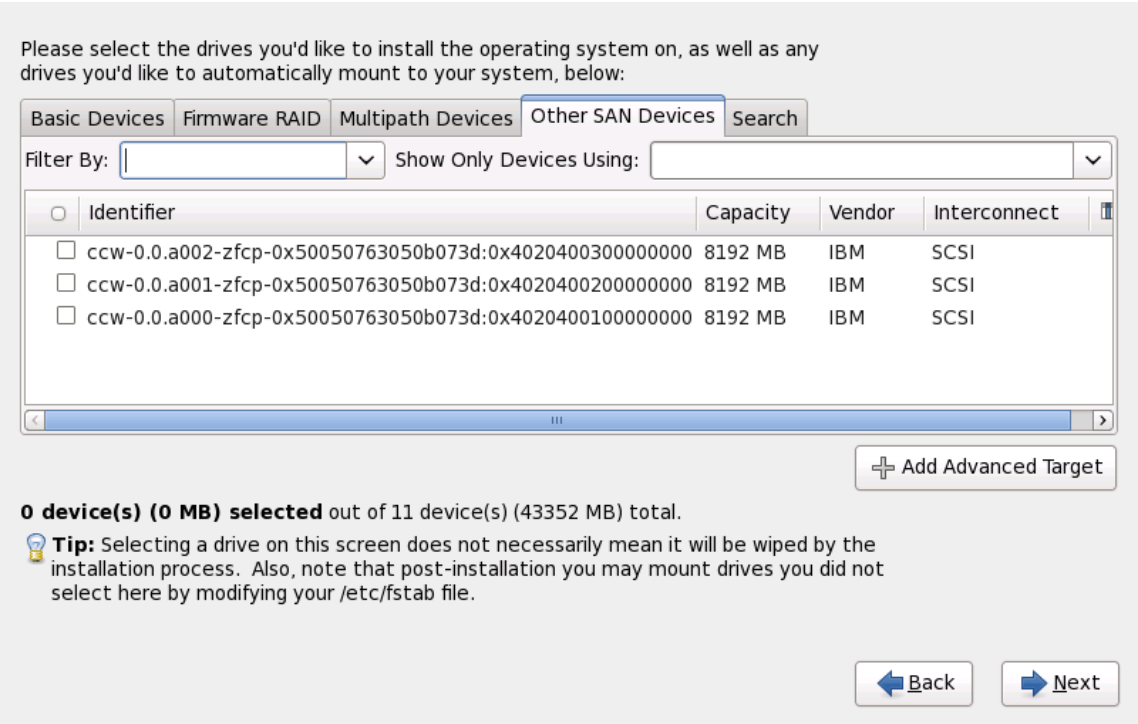 Please select the drives you'd like to install the operating system on, as well as any
drives you'd like to automatically mount to your system, below:
Basic Devices Firmware RAID Multipath Devices Other SAN Devices Search
Filter By: Show Only Devices Using:
Identifier Capacity Vendor Interconnect
ccw-0.0.a002-zfcp-0x50050763050b073d:0x4020400300000000 8192 MB IBM SCSI
ccw-0.0.a001-zfcp-0x50050763050b073d:0x4020400200000000 8192 MB IBM SCSI
ccw-0.0.a000-zfcp-0x50050763050b073d:0x4020400100000000 8192 MB IBM SCSI
Add Advanced Target
0 device(s) (0 MB) selected out of 11 device(s) (43352 MB) total.
Tip: Selecting a drive on this screen does not necessarily mean it will be wiped by the
installation process. Also, note that post-installation you may mount drives you did not
select here by modifying your /etc/fstab file.
Back Next